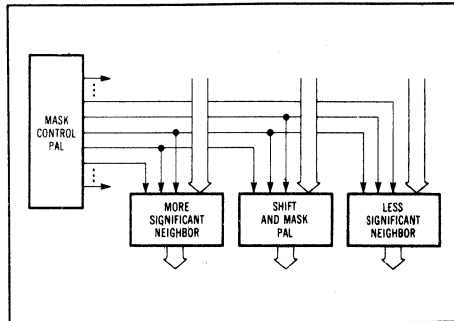 MASK
CONTROL
PAL
MORE
SIGNIFICANT
NEIGHBOR
SHIFT
AND MASK
PAL
LESS
SIGNIFICANT
NEIGHBOR